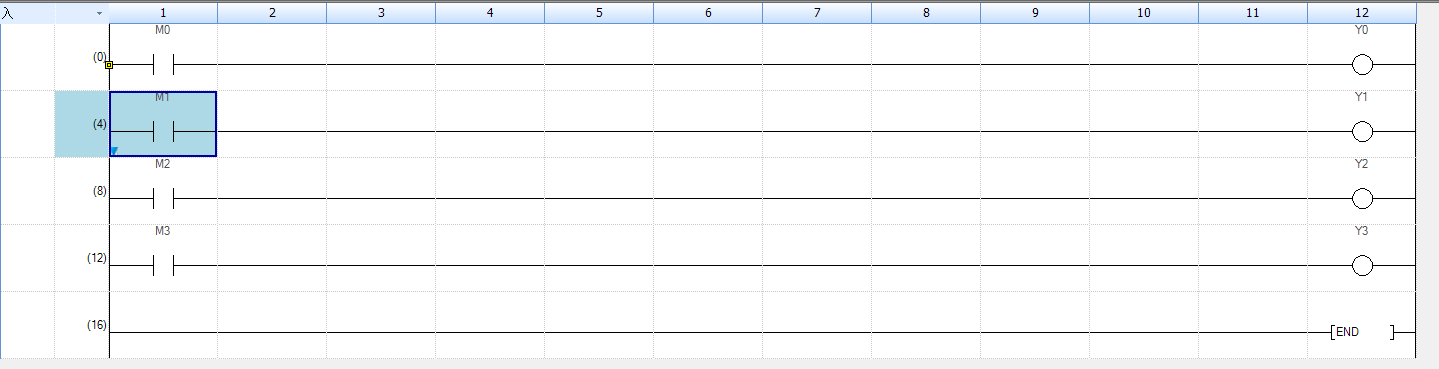 入 1 2 3 4 5 6 7 8 9 10 11 12
M0 Y0
(0)
M1 Y1
(4)
M2 Y2
(8)
M3 Y3
(12)
(16) END